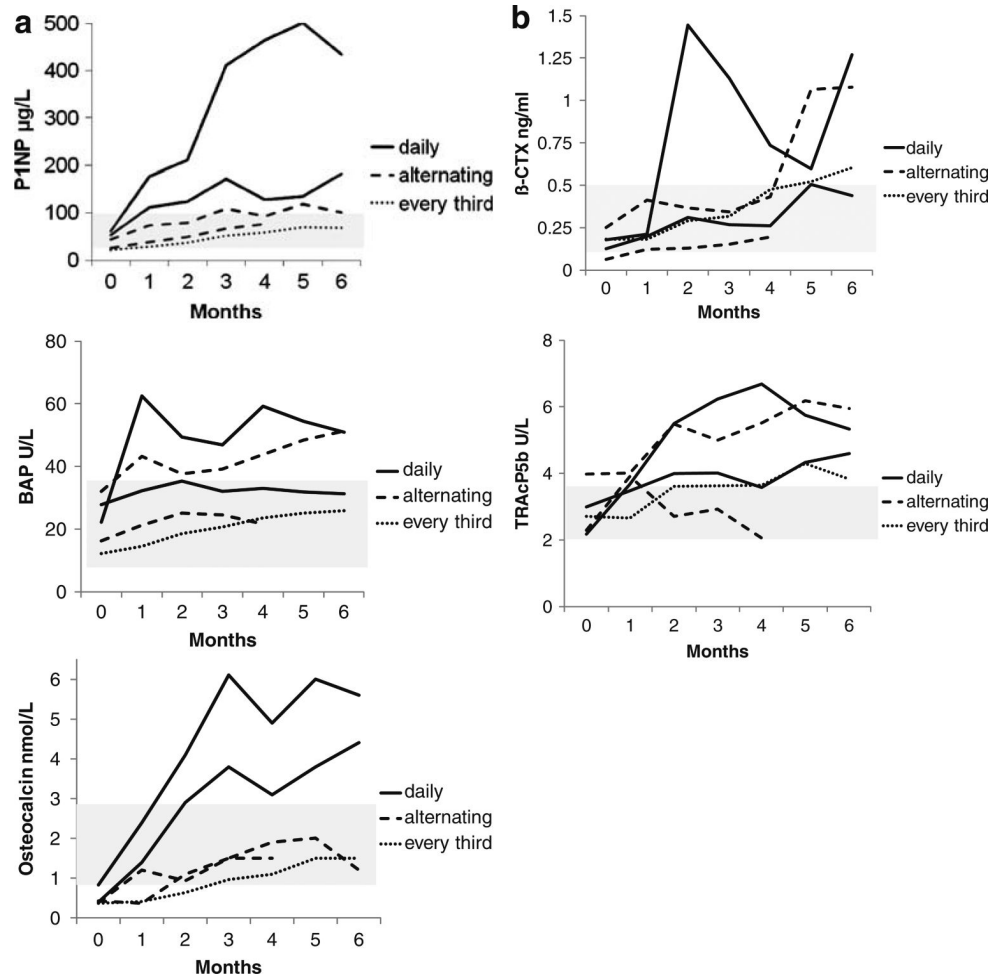 a
500
400
300
200
100
0
P1NP µg/L
0 1 2 3 4 5 6
Months
daily
alternating
every third
b
1.5
1.25
1
0.75
0.5
0.25
0
ß-CTX ng/ml
0 1 2 3 4 5 6
Months
daily
alternating
every third
80
60
40
20
0
BAP U/L
0 1 2 3 4 5 6
Months
daily
alternating
every third
8
6
4
2
0
TRAcP5b U/L
0 1 2 3 4 5 6
Months
daily
alternating
every third
6
5
4
3
2
1
0
Osteocalcin nmol/L
0 1 2 3 4 5 6
Months
daily
alternating
every third